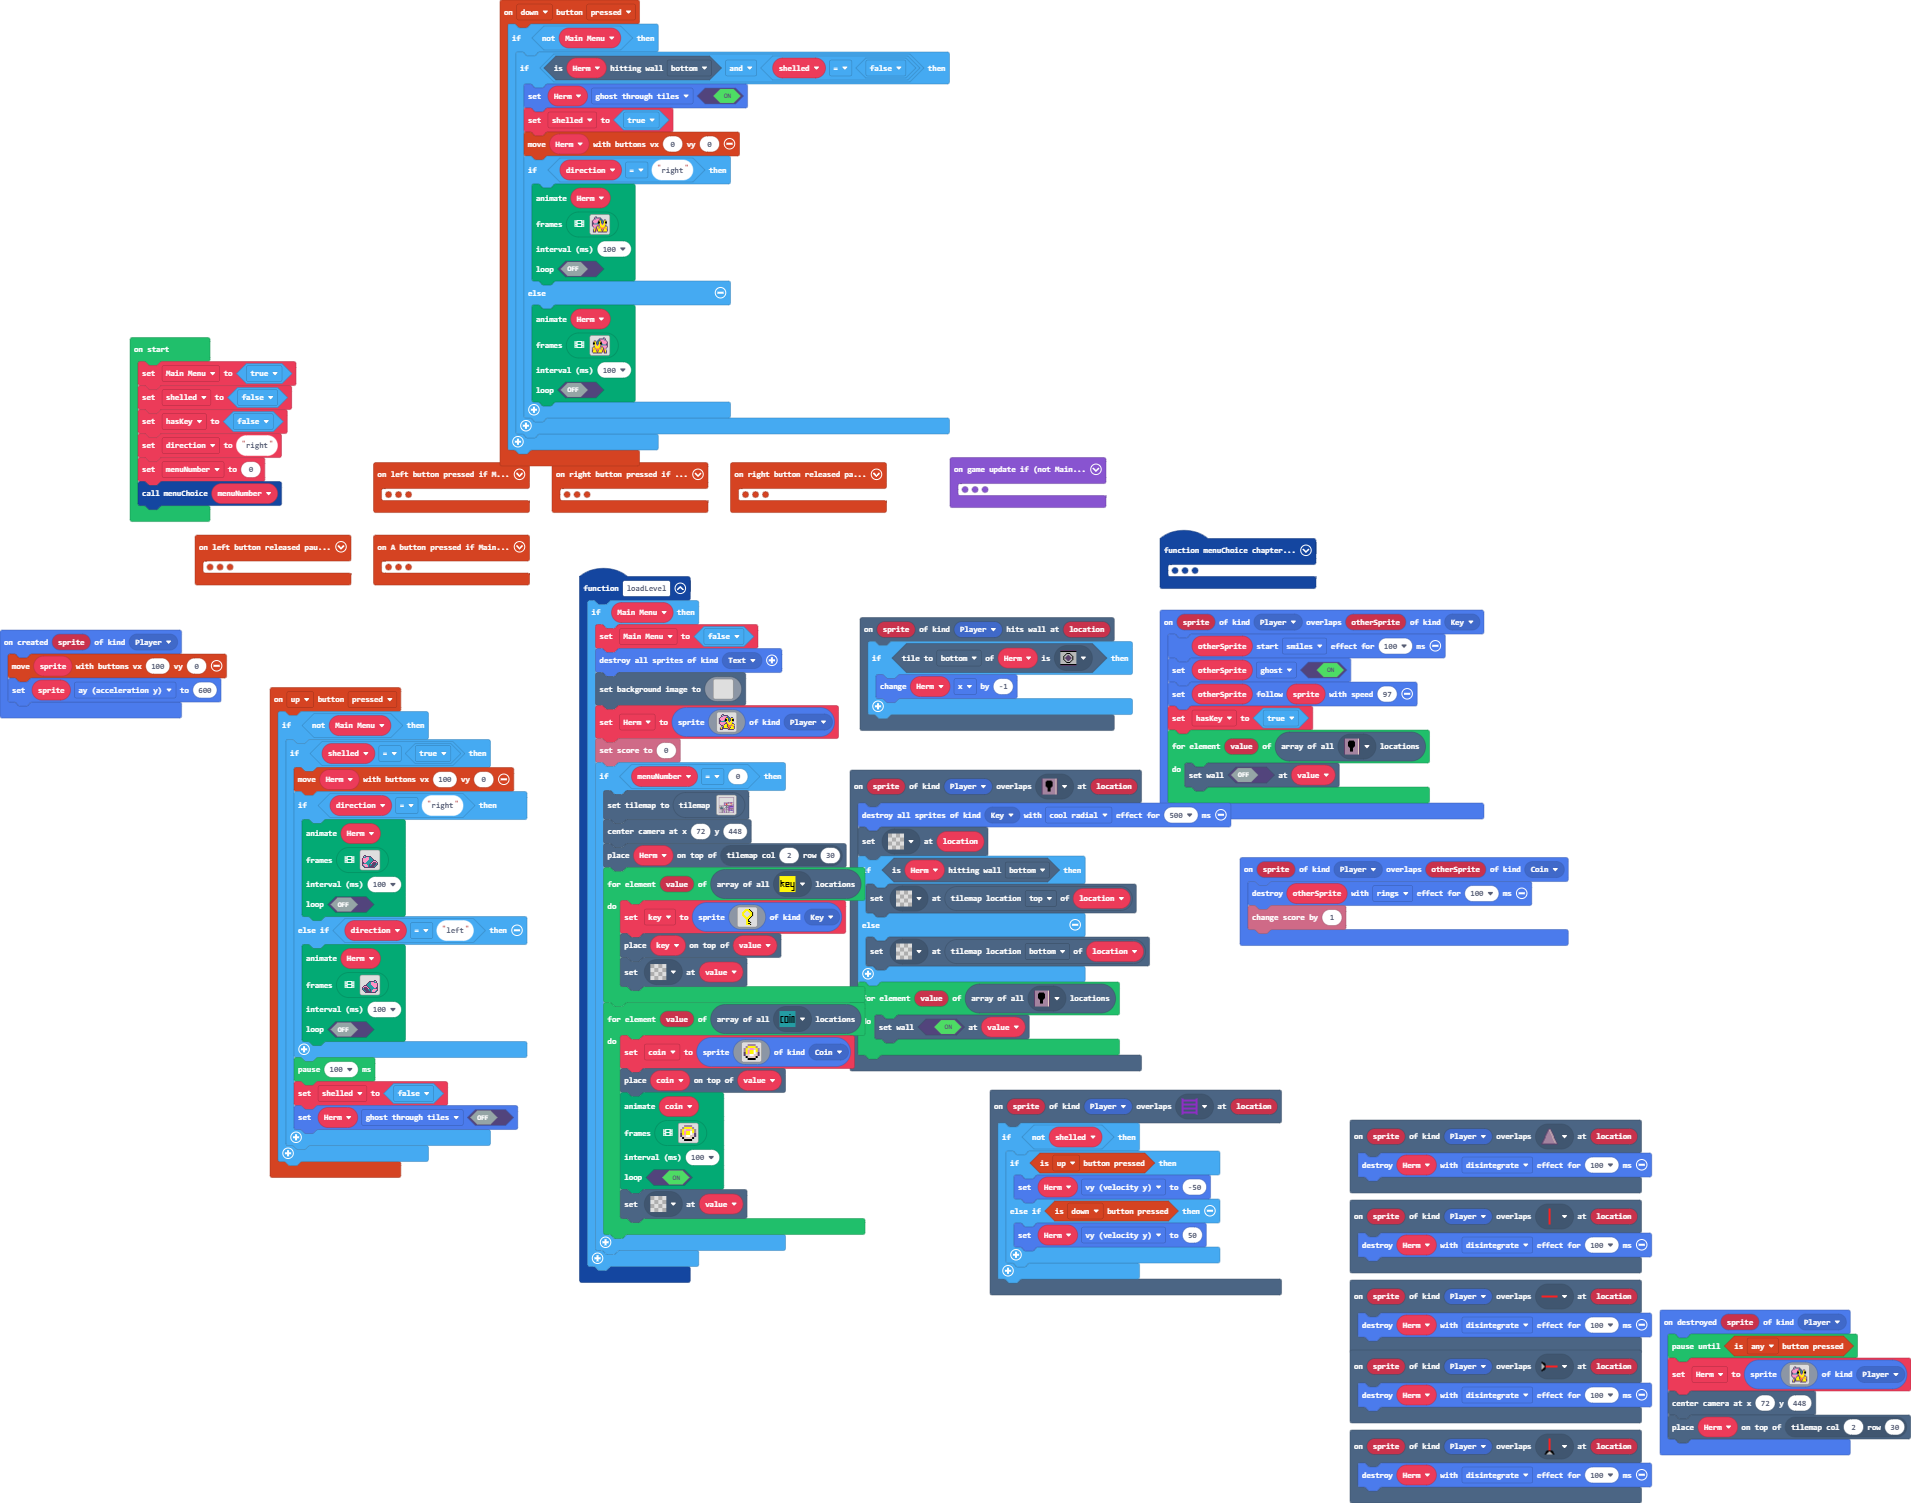 on down button pressed
if not Main Menu then
if is Herm hitting wall bottom and shelled = false then
set Herm ghost through tiles ON
set shelled to true
move Herm with buttons vx 0 vy 0
if direction = "right" then
animate Herm
frames
interval (ms) 100
loop OFF
else
animate Herm
frames
interval (ms) 100
loop OFF
on start
set Main Menu to true
set shelled to false
set hasKey to false
set direction to "right"
set menuNumber to 0
call menuChoice menuNumber
on left button pressed if M...
on right button pressed if ...
on right button released pa...
on game update if (not Main...
on left button released pau...
on A button pressed if Main...
function menuChoice chapter...
on created sprite of kind Player
move sprite with buttons vx 100 vy 0
set sprite ay (acceleration y) to 600
on up button pressed
if not Main Menu then
if shelled = true then
move Herm with buttons vx 100 vy 0
if direction = "right" then
animate Herm
frames
interval (ms) 100
loop OFF
else if direction = "left" then
animate Herm
frames
interval (ms) 100
loop OFF
pause 100 ms
set shelled to false
set Herm ghost through tiles OFF
function loadLevel
if Main Menu then
set Main Menu to false
destroy all sprites of kind Text
set background image to
set Herm to sprite of kind Player
set score to 0
if menuNumber = 0 then
set tilemap to tilemap
center camera at x 72 y 448
place Herm on top of tilemap col 2 row 30
for element value of array of all key locations
do
set key to sprite of kind Key
place key on top of value
set at value
for element value of array of all coin locations
do
set coin to sprite of kind Coin
place coin on top of value
animate coin
frames
interval (ms) 100
loop ON
set at value
on sprite of kind Player hits wall at location
if tile to bottom of Herm is then
change Herm x by -1
on sprite of kind Player overlaps at location
destroy all sprites of kind Key with cool radial effect for 500 ms
set at location
if is Herm hitting wall bottom then
set at tilemap location top of location
else
set at tilemap location bottom of location
for element value of array of all locations
do
set wall ON at value
on sprite of kind Player overlaps otherSprite of kind Key
otherSprite start smiles effect for 100 ms
set otherSprite ghost ON
set otherSprite follow sprite with speed 97
set hasKey to true
for element value of array of all locations
do set wall OFF at value
on sprite of kind Player overlaps otherSprite of kind Coin
destroy otherSprite with rings effect for 100 ms
change score by 1
on sprite of kind Player overlaps at location
if not shelled then
if is up button pressed then
set Herm vy (velocity y) to -50
else if is down button pressed then
set Herm vy (velocity y) to 50
on sprite of kind Player overlaps at location
destroy Herm with disintegrate effect for 100 ms
on sprite of kind Player overlaps at location
destroy Herm with disintegrate effect for 100 ms
on sprite of kind Player overlaps at location
destroy Herm with disintegrate effect for 100 ms
on sprite of kind Player overlaps at location
destroy Herm with disintegrate effect for 100 ms
on sprite of kind Player overlaps at location
destroy Herm with disintegrate effect for 100 ms
on destroyed sprite of kind Player
pause until is any button pressed
set Herm to sprite of kind Player
center camera at x 72 y 448
place Herm on top of tilemap col 2 row 30